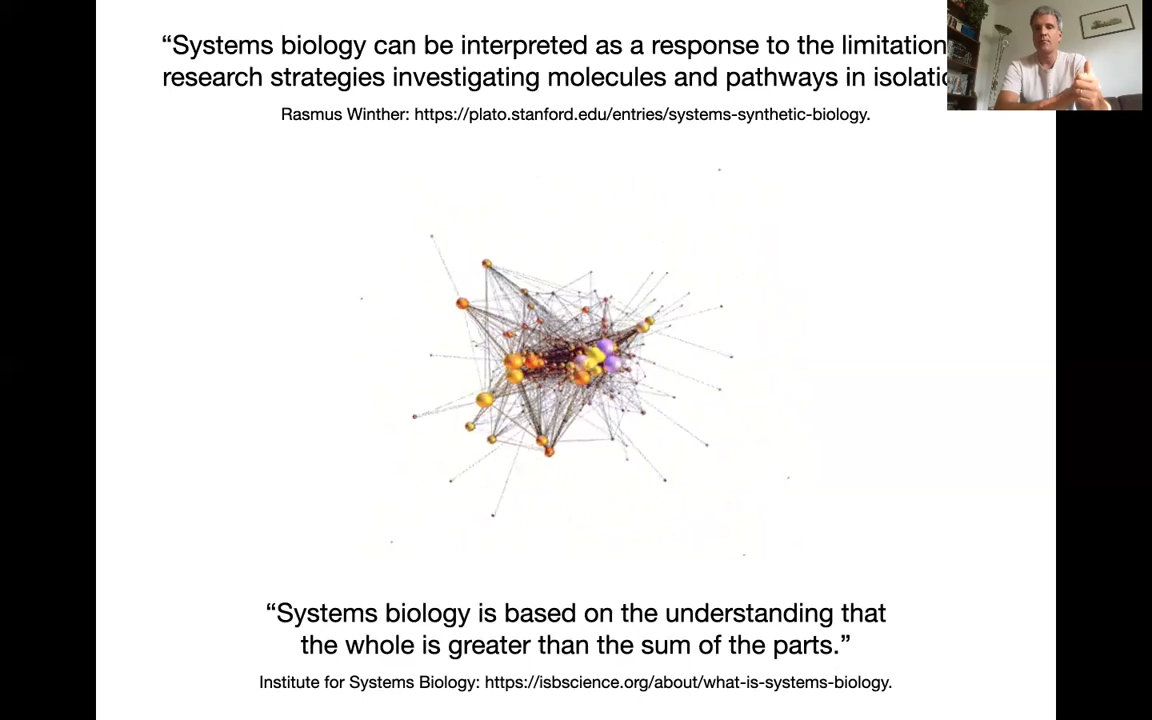 “Systems biology can be interpreted as a response to the limitation
research strategies investigating molecules and pathways in
Rasmus Winther: https://plato.stanford.edu/entries/systems-synthetic-biology.
“Systems biology is based on the understanding that
the whole is greater than the sum of the parts.”
Institute for Systems Biology: https://isbscience.org/about/what-is-systems-biology.